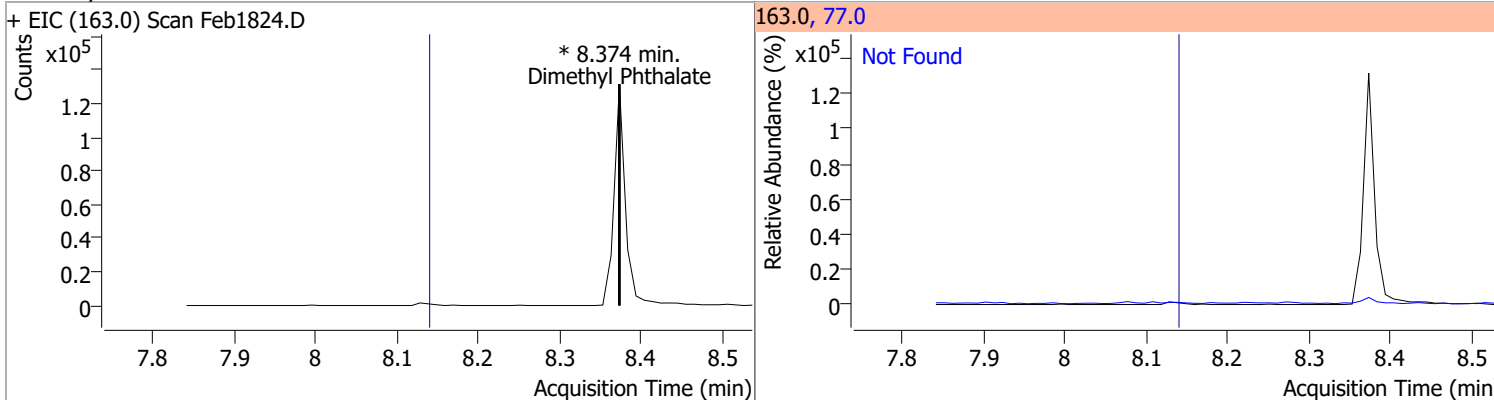 + EIC (163.0) Scan Feb1824.D
Counts
x10⁵
* 8.374 min.
Dimethyl Phthalate
1.2
1
0.8
0.6
0.4
0.2
0
7.8 7.9 8 8.1 8.2 8.3 8.4 8.5
Acquisition Time (min)
163.0, 77.0
Relative Abundance (%)
x10⁵
Not Found
1.2
1
0.8
0.6
0.4
0.2
0
7.8 7.9 8 8.1 8.2 8.3 8.4 8.5
Acquisition Time (min